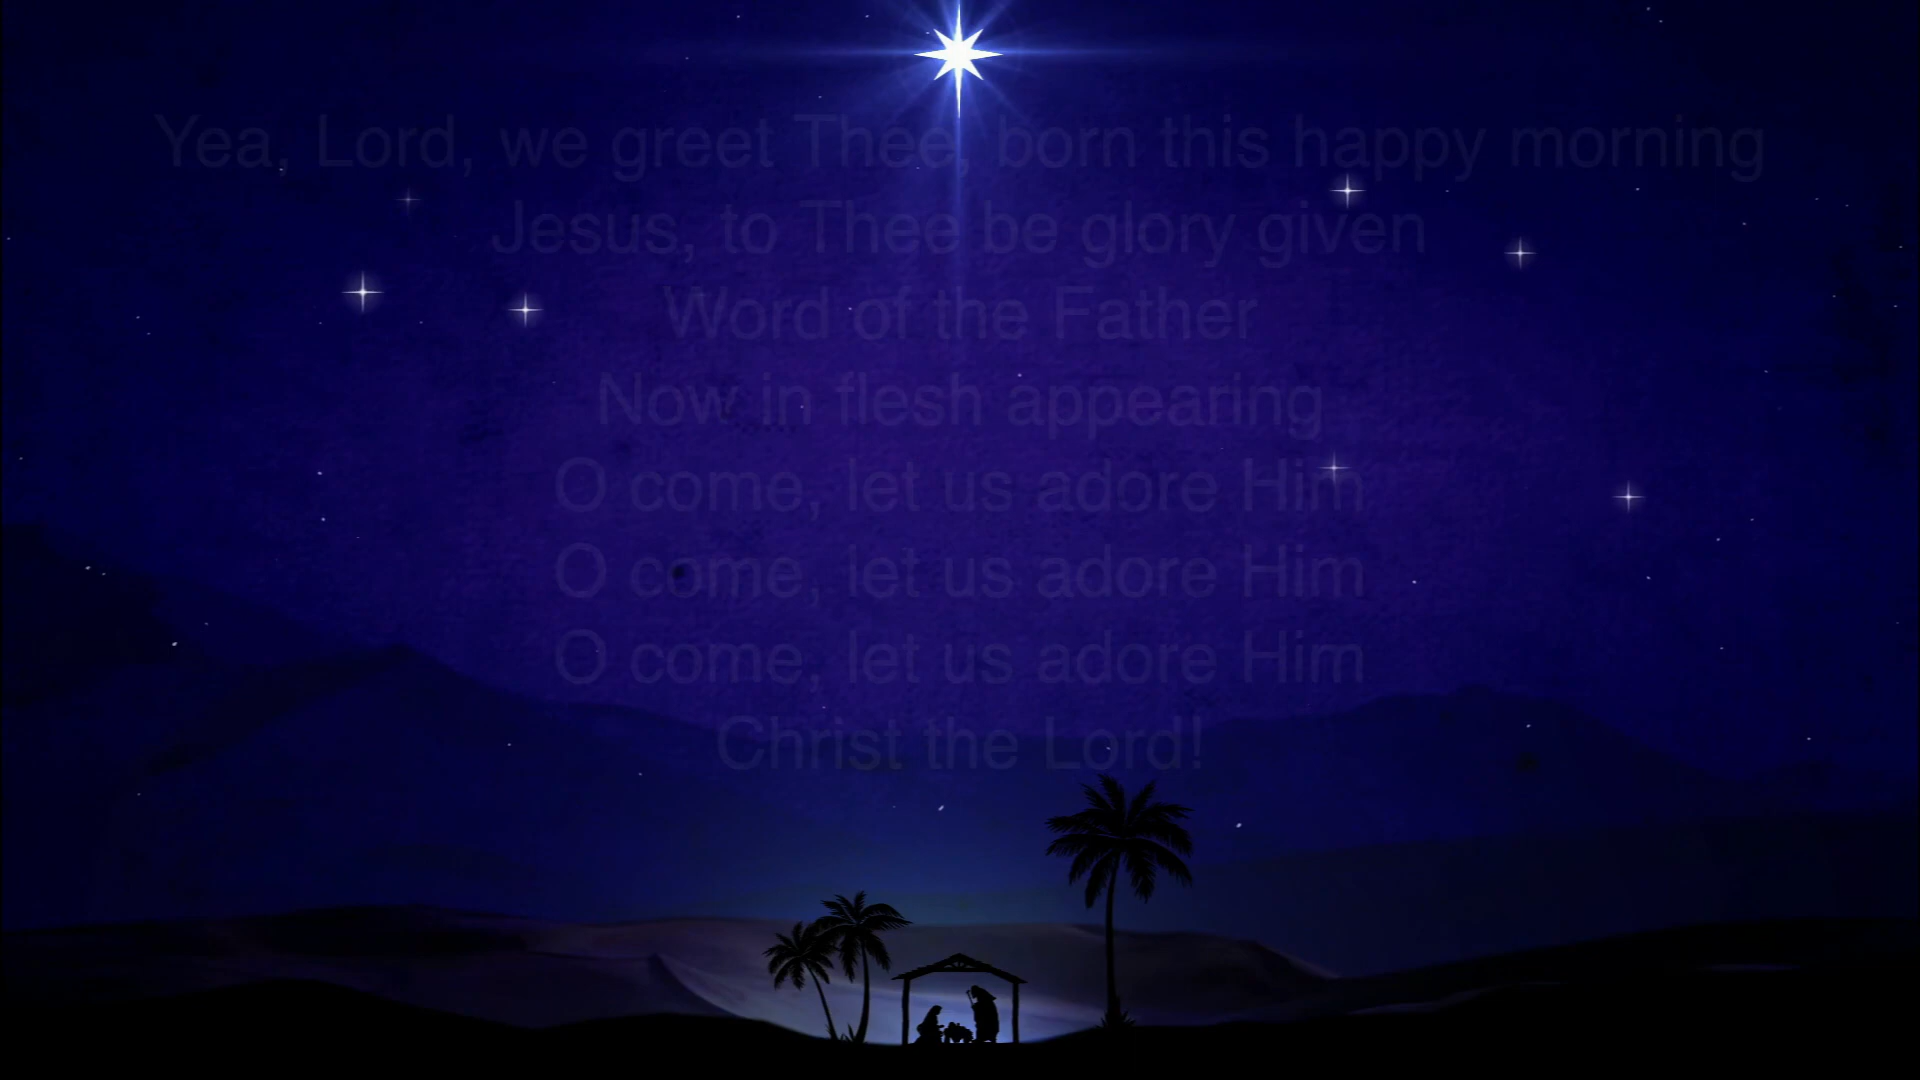 Yea, Lord, we greet Thee, born this happy morning
Jesus, to Thee be glory given
Word of the Father
Now in flesh appearing
O come, let us adore Him
O come, let us adore Him
O come, let us adore Him
Christ the Lord!